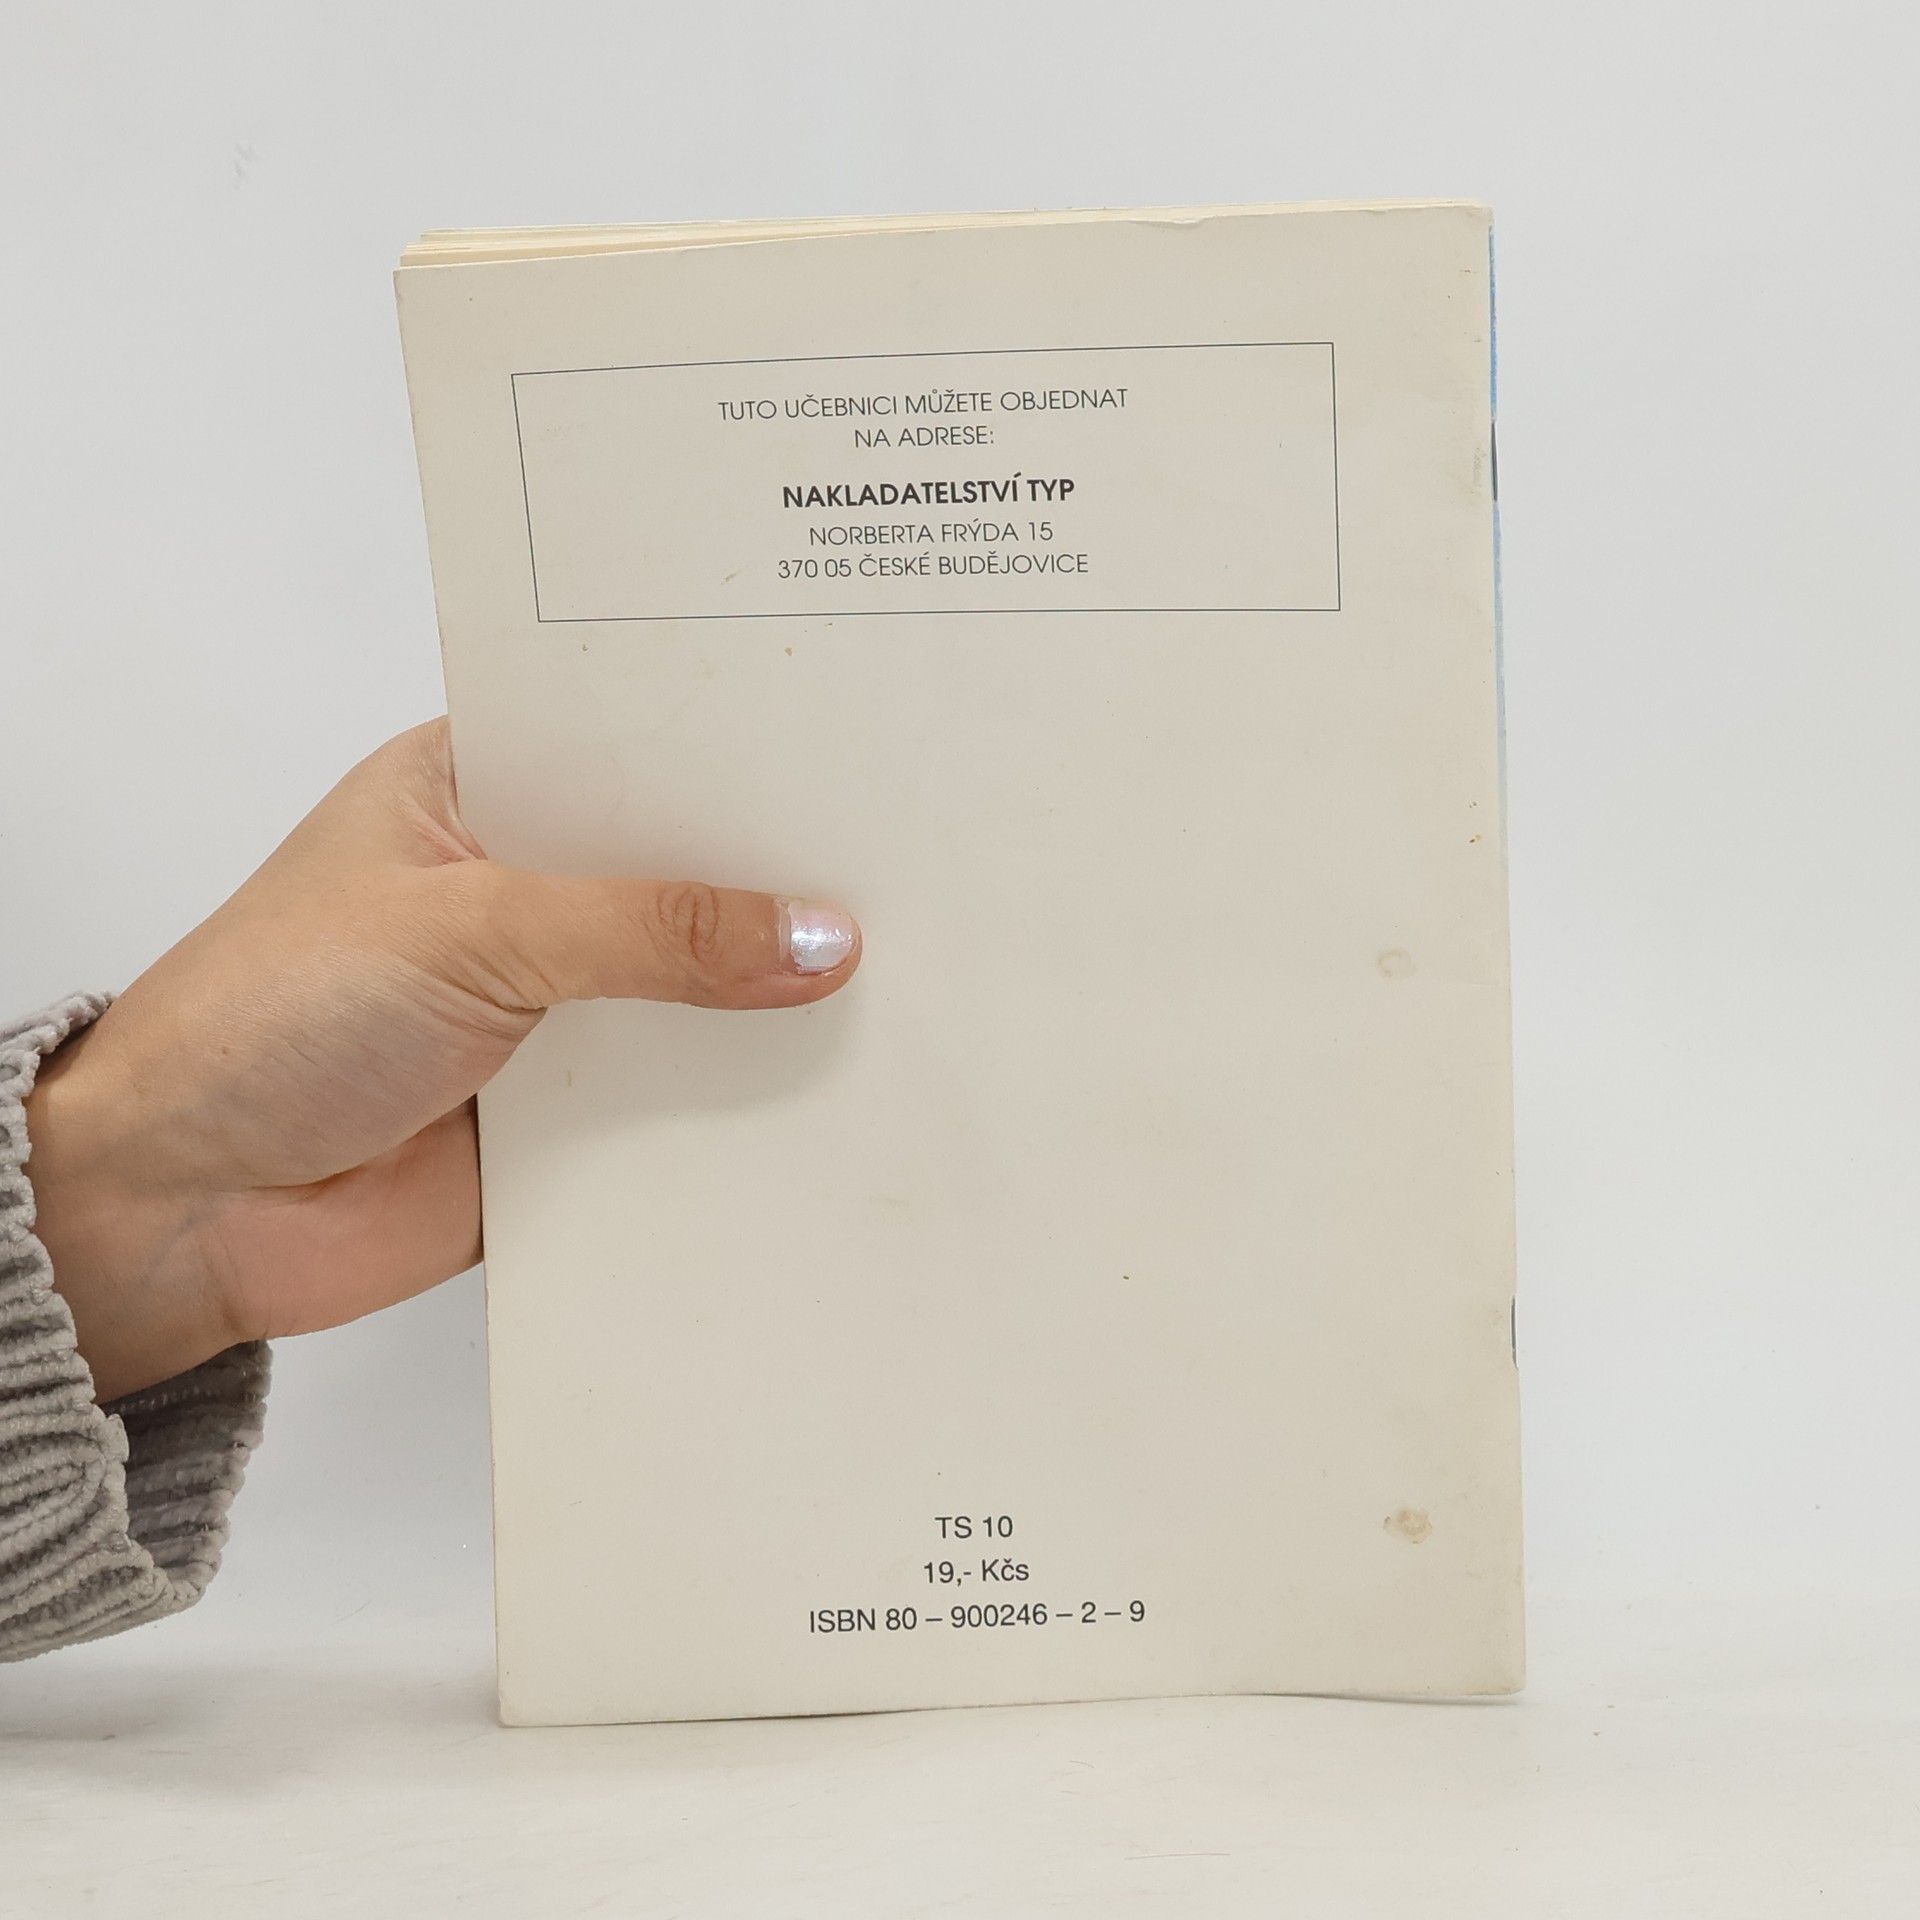 TUTO UČEBNICI MŮŽETE OBJEDNAT
NA ADRESE:
NAKLADATELSTVÍ TYP
NORBERTA FRÝDA 15
370 05 ČESKÉ BUDĚJOVICE
TS 10
19,- Kčs
ISBN 80 – 900246 – 2 – 9